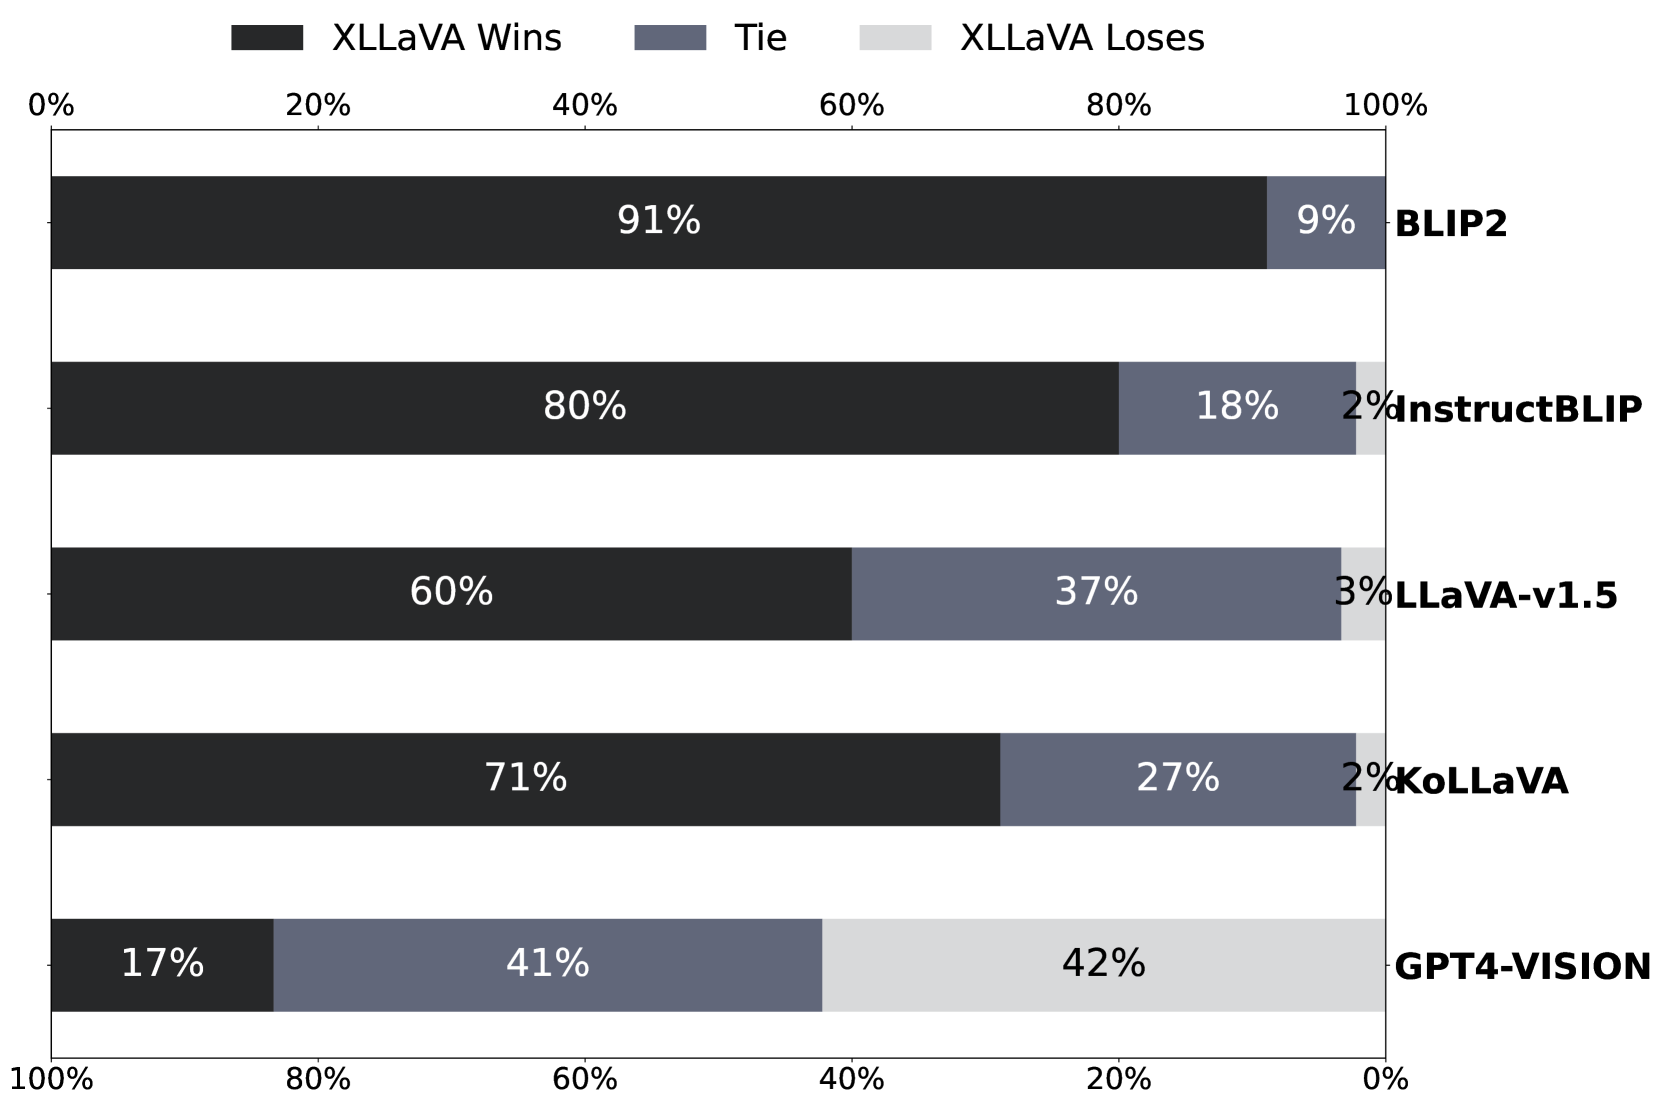 XLLaVA Wins Tie XLLaVA Loses
0% 20% 40% 60% 80% 100%
91% 9% BLIP2
80% 18% 2% InstructBLIP
60% 37% 3% LLaVA-v1.5
71% 27% 2% KoLLaVA
17% 41% 42% GPT4-VISION
100% 80% 60% 40% 20% 0%